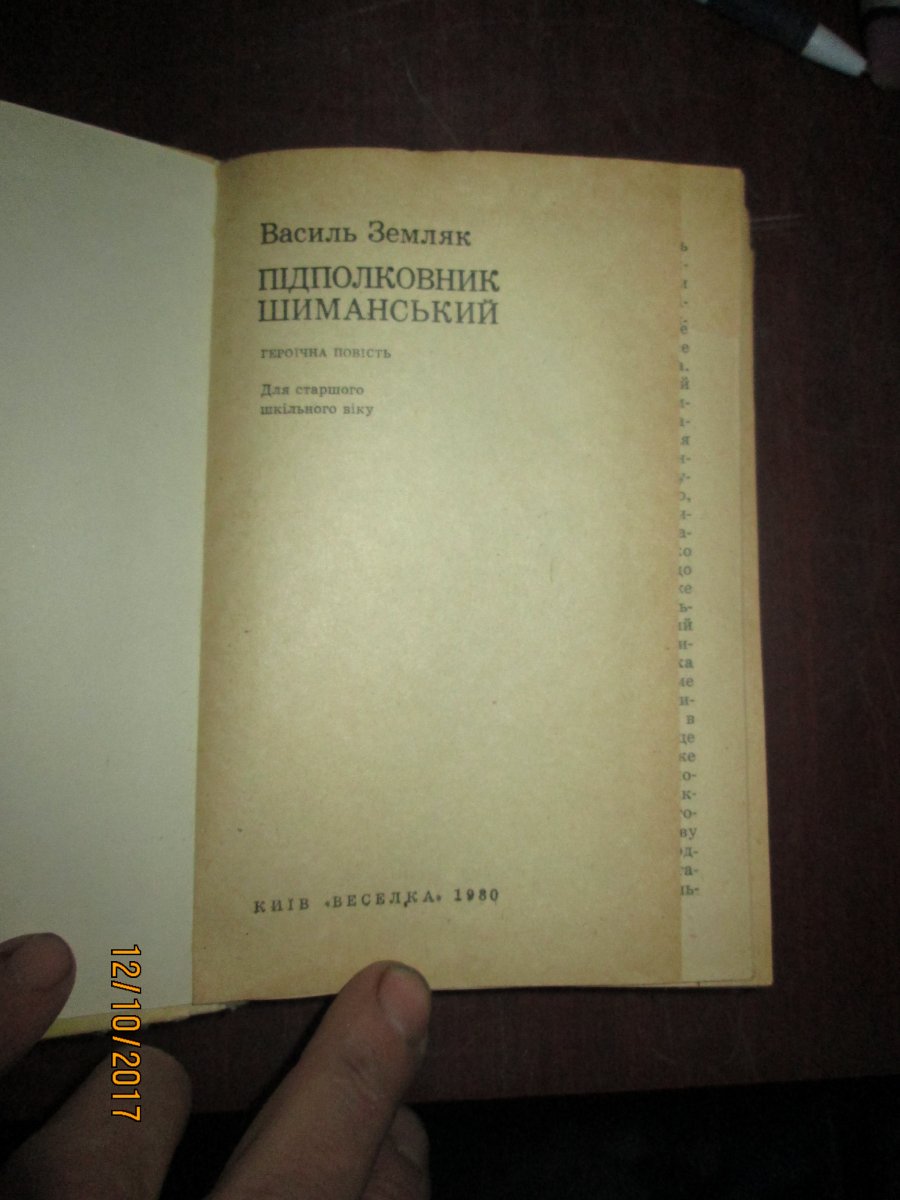 Василь Земляк
ПІДПОЛКОВНИК
ШИМАНСЬКИЙ
ГЕРОЇЧНА ПОВІСТЬ
Для старшого
шкільного віку
КИЇВ «ВЕСЕЛКА» 1980
12/10/2017